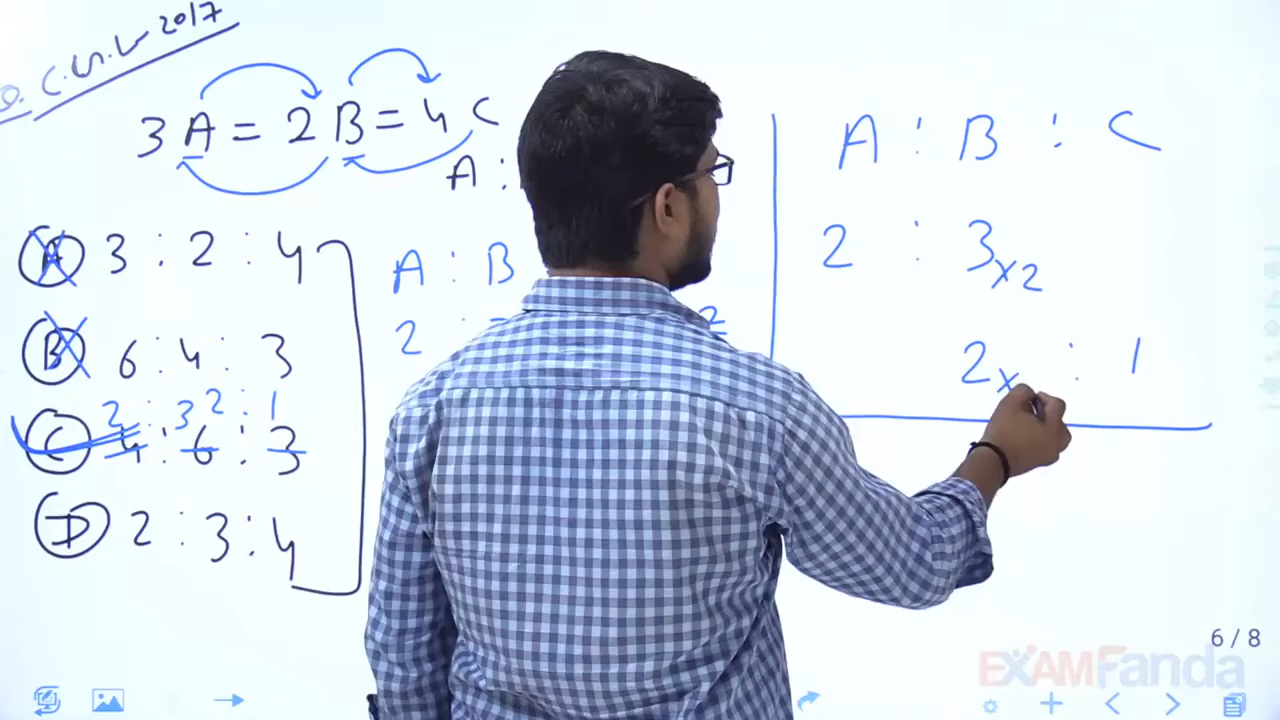 2017
3A = 2B = 4C
A :
(A) 3 : 2 : 4
(B) 6 : 4 : 3
2 : 3 2 : 1
(C) 4 : 6 : 3
(D) 2 : 3 : 4
A : B
2 :
2
A : B : C
2 : 3x2
2x : 1
6 / 8
EXAMFanda